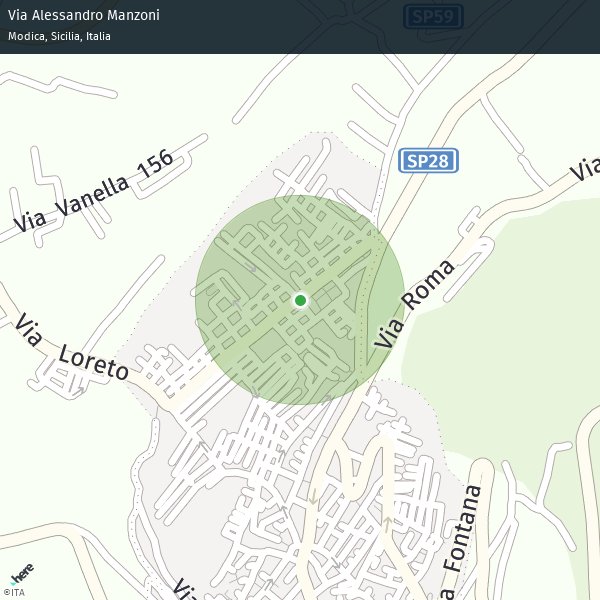 Via Alessandro Manzoni
Modica, Sicilia, Italia
SP59
Via Vanella 156
SP28
Via
Via Roma
Via Loreto
a Fontana
Via
here
©ITA